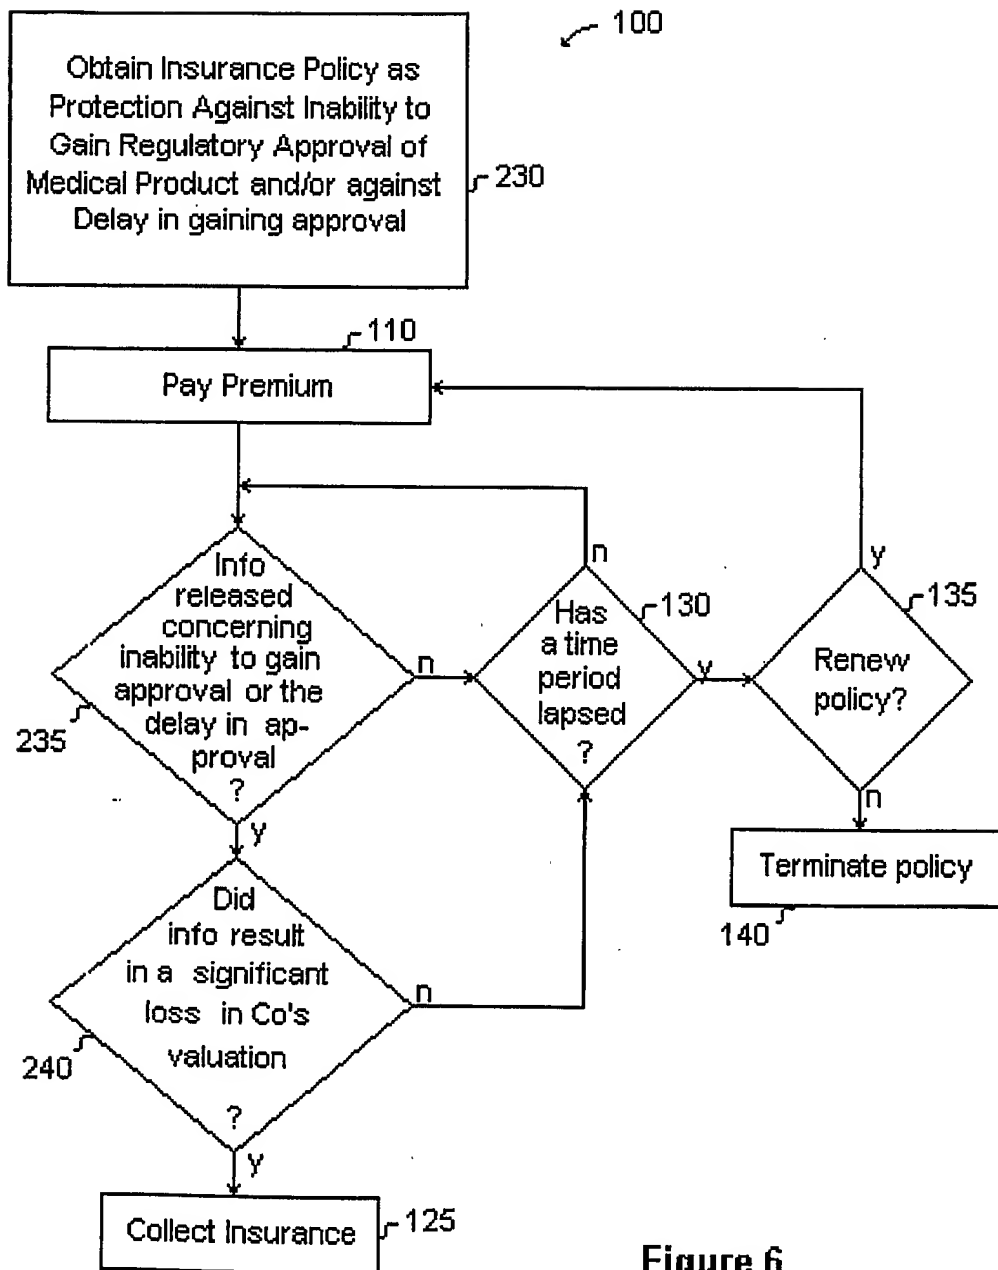 100
Obtain Insurance Policy as
Protection Against Inability to
Gain Regulatory Approval of
Medical Product and/or against
Delay in gaining approval
230
110
Pay Premium
Info
released
concerning
inability to gain
approval or the
delay in ap-
proval
?
235
n
y
Has
a time
period
lapsed
?
130
n
y
Renew
policy?
135
y
n
Terminate policy
140
Did
info result
in a significant
loss in Co's
valuation
?
240
n
y
Collect Insurance
125
Figure 6